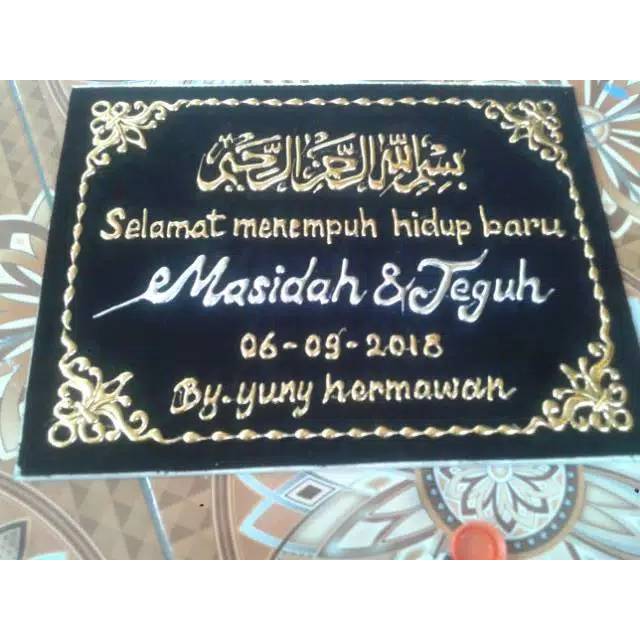 بسم الله الرحمن الرحيم
Selamat menempuh hidup baru
Masidah & Teguh
06-09-2018
By.yuny hermawan